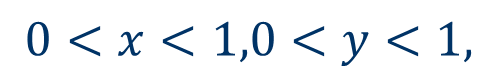 0 < 𝑥 < 1,0 < 𝑦 < 1,